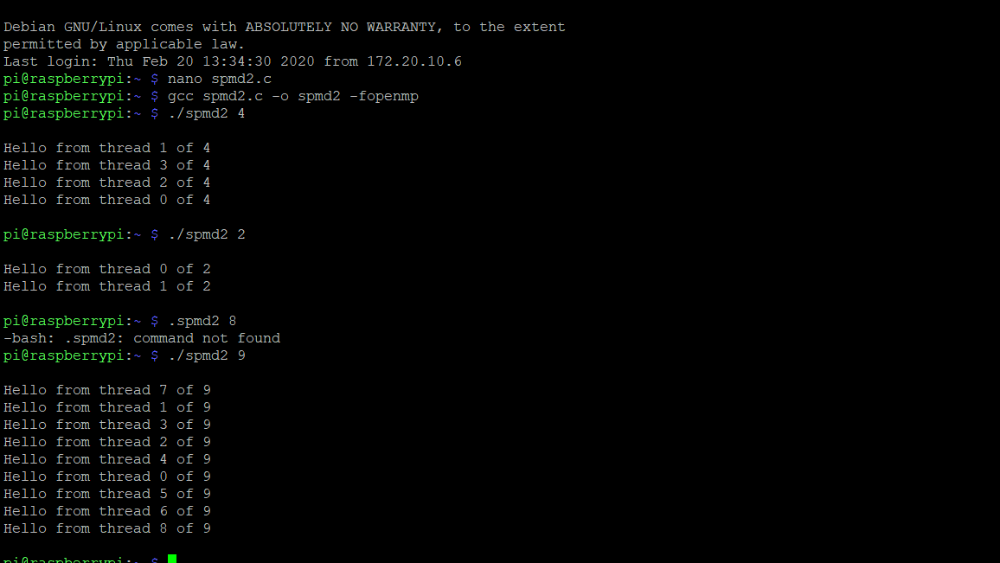 Debian GNU/Linux comes with ABSOLUTELY NO WARRANTY, to the extent
permitted by applicable law.
Last login: Thu Feb 20 13:34:30 2020 from 172.20.10.6
pi@raspberrypi:~ $ nano spmd2.c
pi@raspberrypi:~ $ gcc spmd2.c -o spmd2 -fopenmp
pi@raspberrypi:~ $ ./spmd2 4
Hello from thread 1 of 4
Hello from thread 3 of 4
Hello from thread 2 of 4
Hello from thread 0 of 4
pi@raspberrypi:~ $ ./spmd2 2
Hello from thread 0 of 2
Hello from thread 1 of 2
pi@raspberrypi:~ $ .spmd2 8
-bash: .spmd2: command not found
pi@raspberrypi:~ $ ./spmd2 9
Hello from thread 7 of 9
Hello from thread 1 of 9
Hello from thread 3 of 9
Hello from thread 2 of 9
Hello from thread 4 of 9
Hello from thread 0 of 9
Hello from thread 5 of 9
Hello from thread 6 of 9
Hello from thread 8 of 9
pi@raspberrypi:~ $